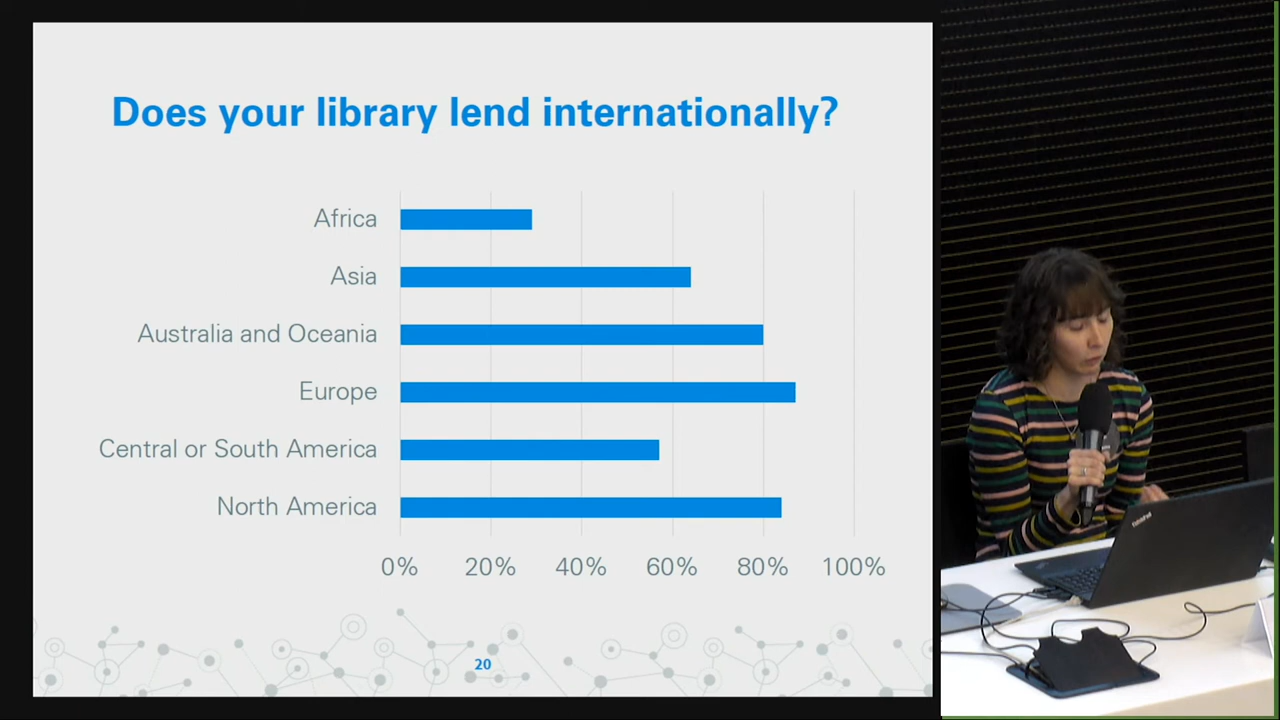 Does your library lend internationally?
Africa
Asia
Australia and Oceania
Europe
Central or South America
North America
0% 20% 40% 60% 80% 100%
20
ThinkPad